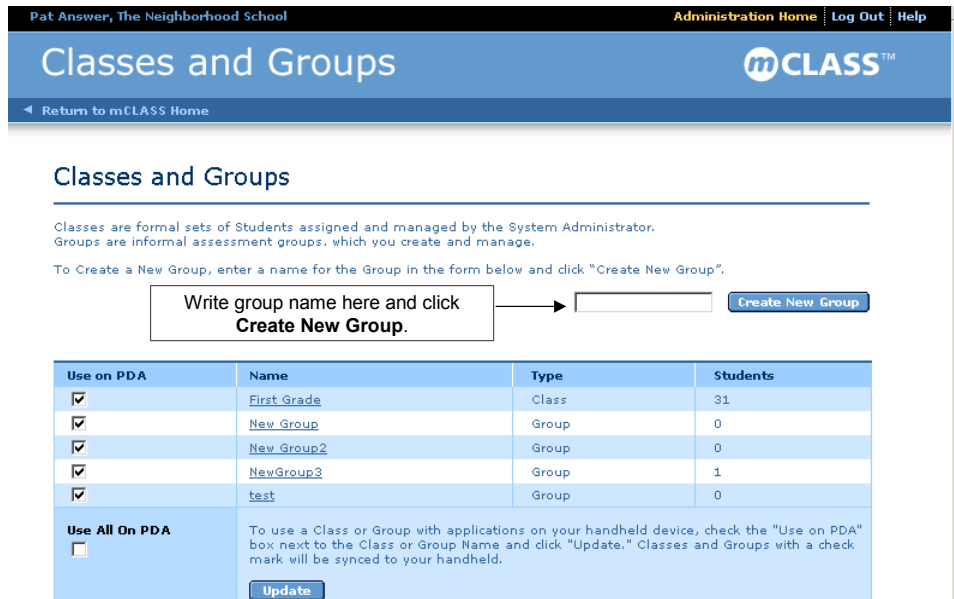 Pat Answer, The Neighborhood School Administration Home Log Out Help
Classes and Groups mCLASS™
Return to mCLASS Home
Classes and Groups
Classes are formal sets of Students assigned and managed by the System Administrator.
Groups are informal assessment groups, which you create and manage.
To Create a New Group, enter a name for the Group in the form below and click "Create New Group".
Write group name here and click
Create New Group.
Create New Group
Use on PDA Name Type Students
First Grade Class 31
New Group Group 0
New Group2 Group 0
NewGroup3 Group 1
test Group 0
Use All On PDA
To use a Class or Group with applications on your handheld device, check the "Use on PDA"
box next to the Class or Group Name and click "Update." Classes and Groups with a check
mark will be synced to your handheld.
Update